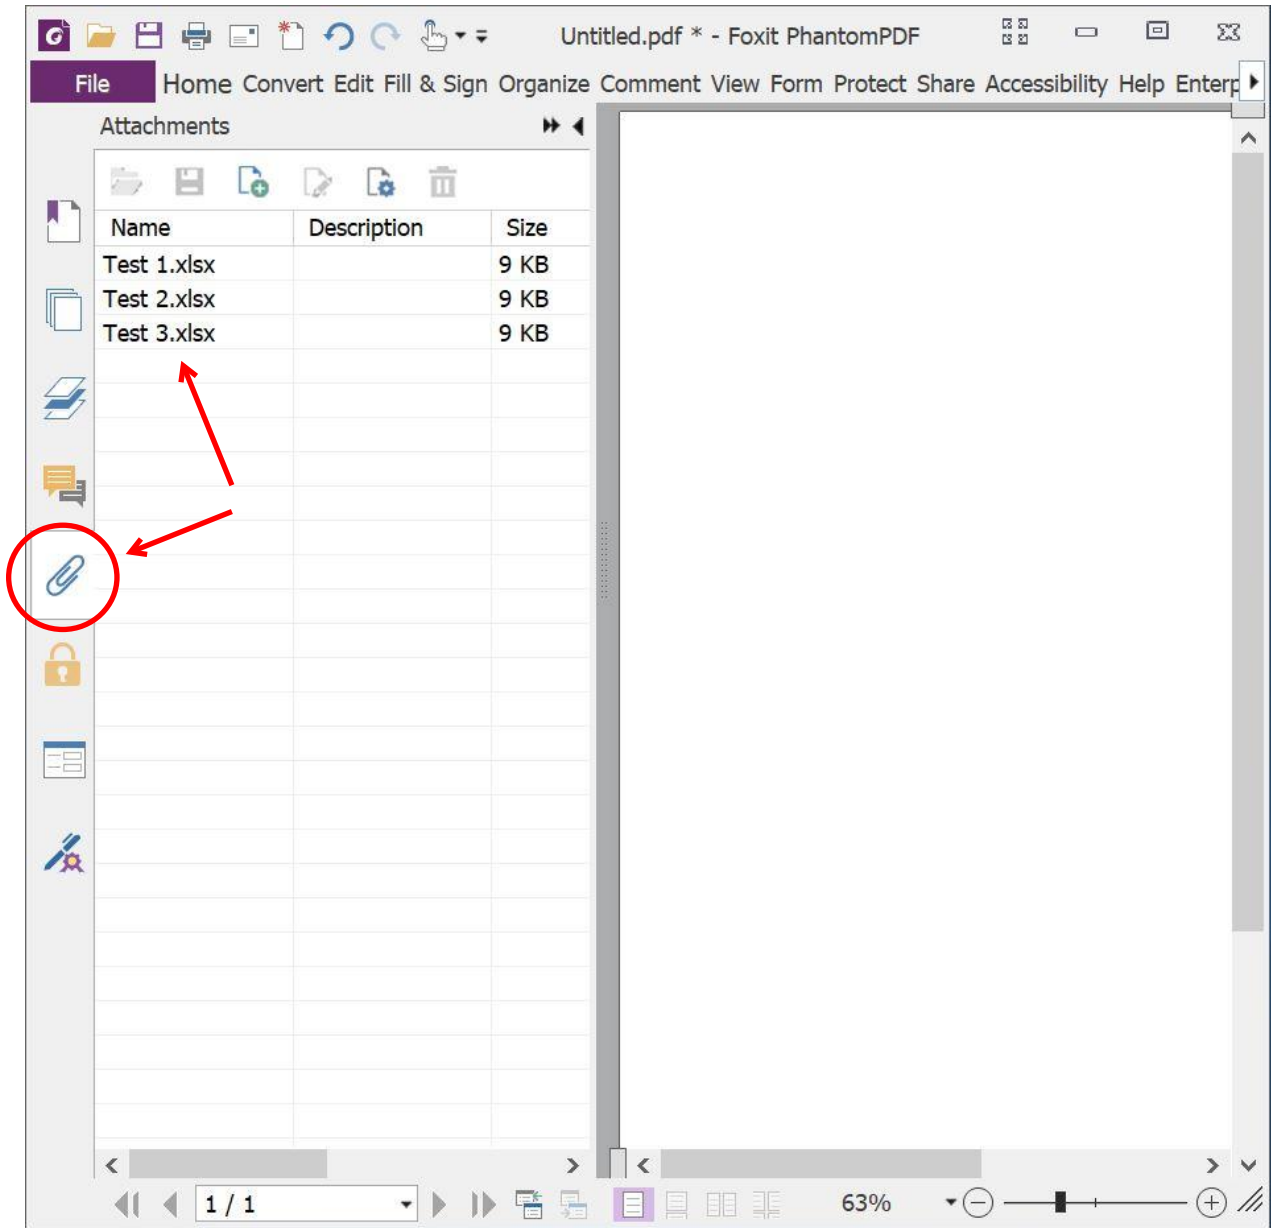 Untitled.pdf * - Foxit PhantomPDF
File Home Convert Edit Fill & Sign Organize Comment View Form Protect Share Accessibility Help Enterp
Attachments
Name Description Size
Test 1.xlsx 9 KB
Test 2.xlsx 9 KB
Test 3.xlsx 9 KB
1 / 1 63%